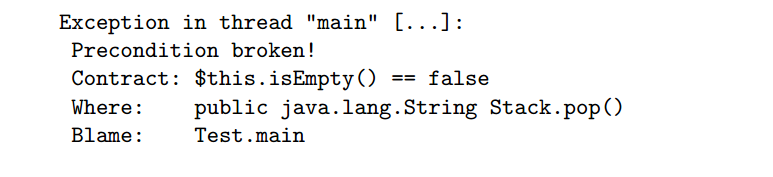 Exception in thread "main" [...]:
Precondition broken!
Contract: $this.isEmpty() == false
Where: public java.lang.String Stack.pop()
Blame: Test.main